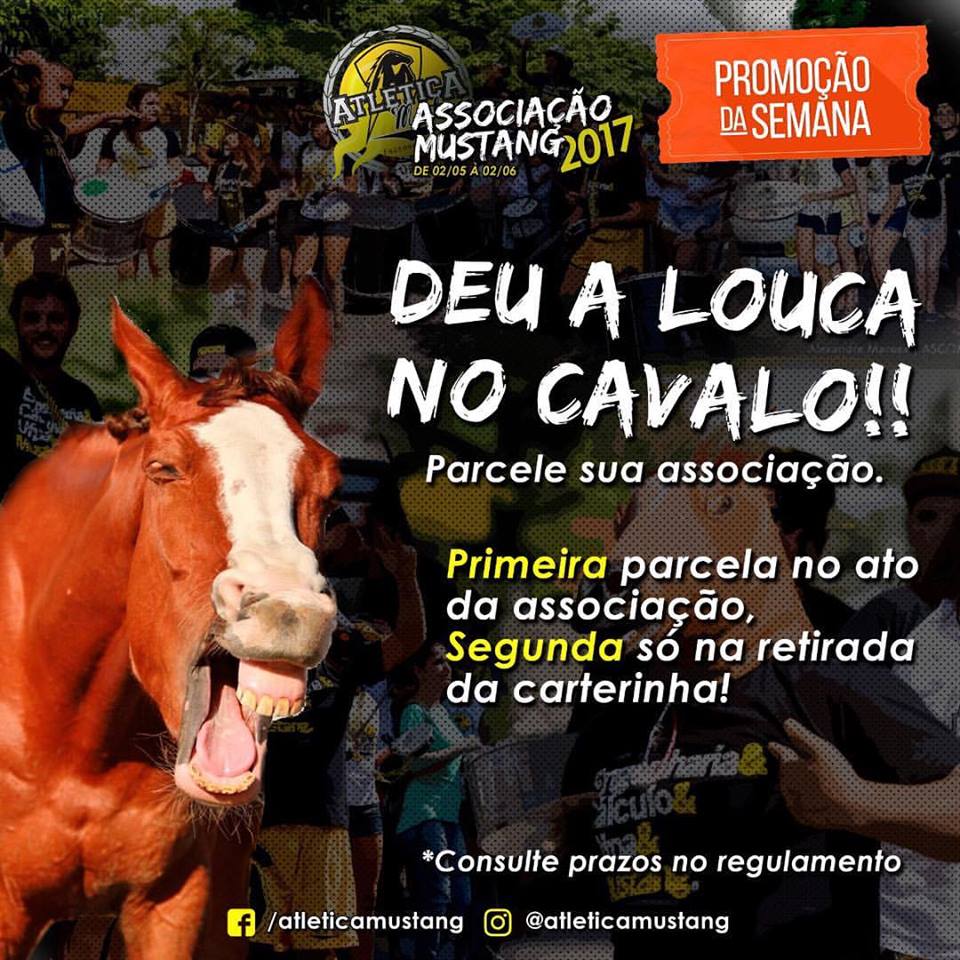 ATLÉTICA
ASSOCIAÇÃO
MUSTANG 2017
DE 02/05 À 02/06
PROMOÇÃO
DA SEMANA
DEU A LOUCA
NO CAVALO!!
Parcele sua associação.
Primeira parcela no ato
da associação,
Segunda só na retirada
da carterinha!
*Consulte prazos no regulamento
/atleticamustang @atleticamustang